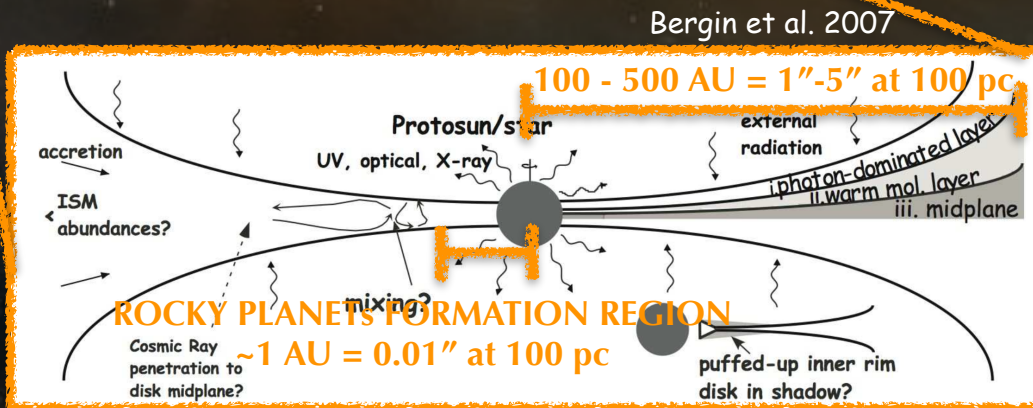 Bergin et al. 2007
100 - 500 AU = 1″-5″ at 100 pc
Protosun/star
UV, optical, X-ray
external
radiation
accretion
ISM
abundances?
i.photon-dominated layer
ii.warm mol. layer
iii. midplane
mixing?
ROCKY PLANETs FORMATION REGION
~1 AU = 0.01″ at 100 pc
Cosmic Ray
penetration to
disk midplane?
puffed-up inner rim
disk in shadow?